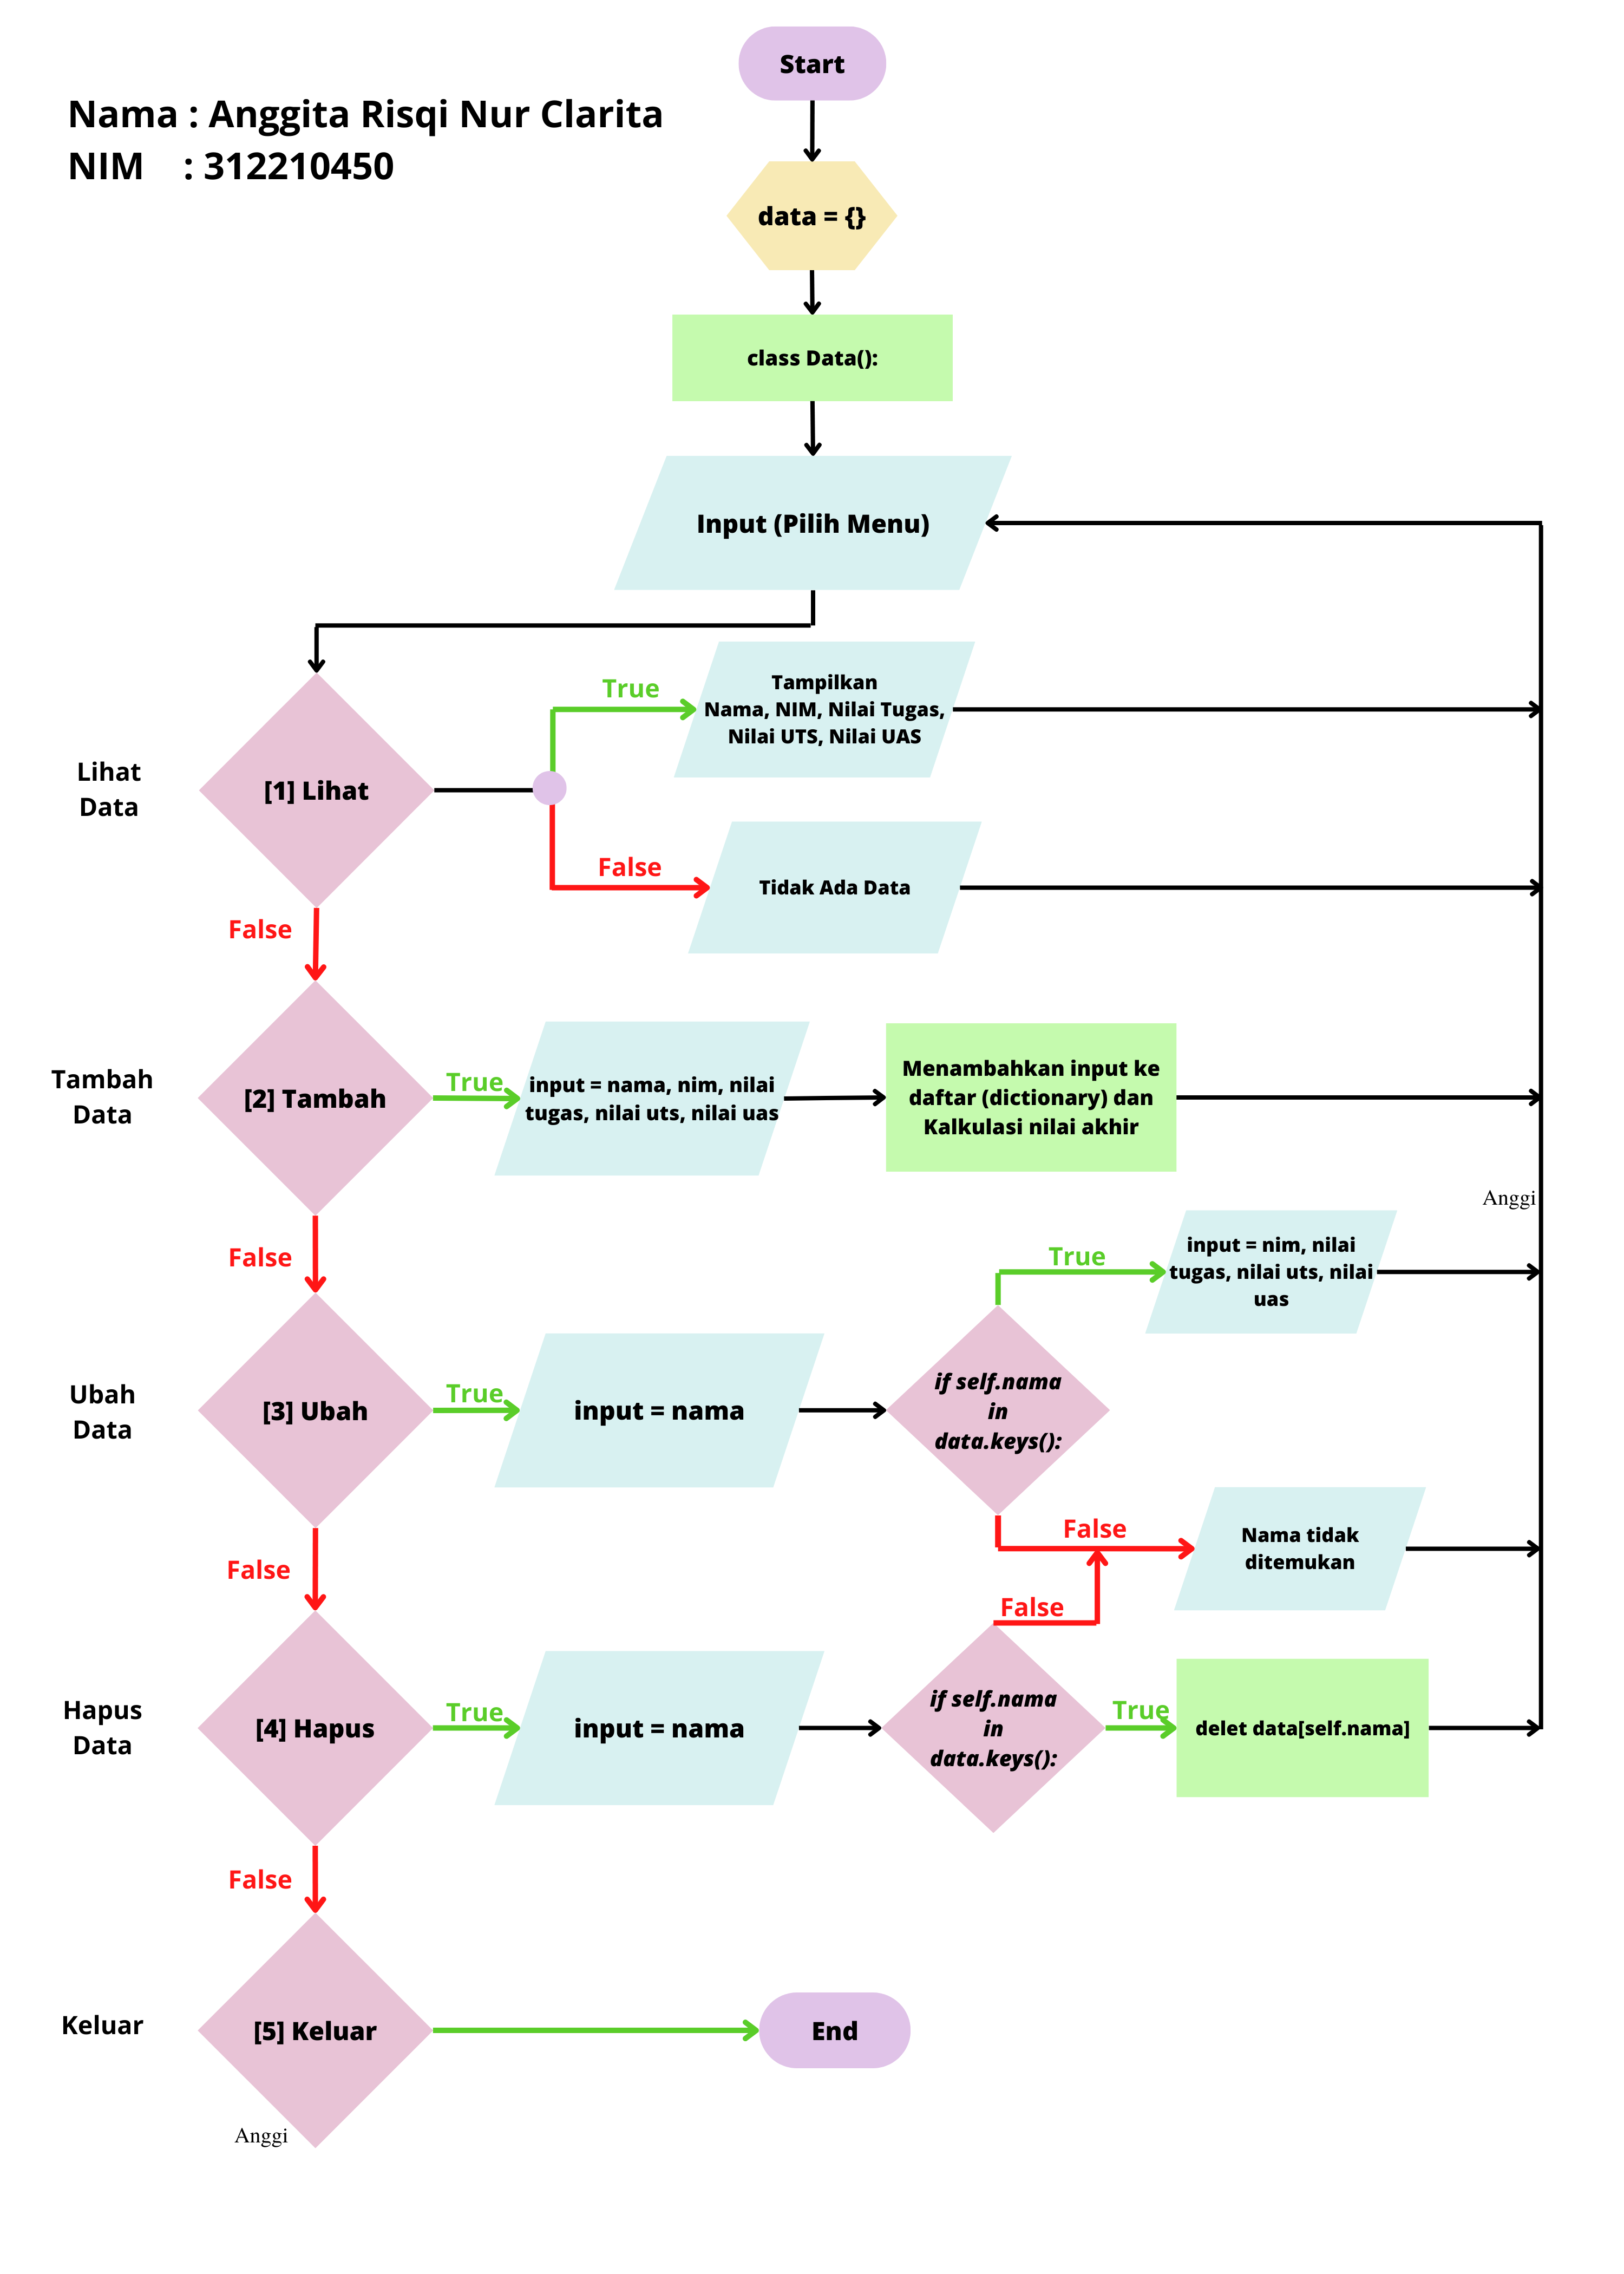 Start
Nama : Anggita Risqi Nur Clarita
NIM : 312210450
data = {}
class Data():
Input (Pilih Menu)
Lihat
Data
[1] Lihat
True
Tampilkan
Nama, NIM, Nilai Tugas,
Nilai UTS, Nilai UAS
False
Tidak Ada Data
False
Tambah
Data
[2] Tambah
True
input = nama, nim, nilai
tugas, nilai uts, nilai uas
Menambahkan input ke
daftar (dictionary) dan
Kalkulasi nilai akhir
Anggi
False
Ubah
Data
[3] Ubah
True
input = nama
if self.nama
in
data.keys():
True
input = nim, nilai
tugas, nilai uts, nilai
uas
False
Nama tidak
ditemukan
False
Hapus
Data
[4] Hapus
True
input = nama
if self.nama
in
data.keys():
False
True
delet data[self.nama]
False
Keluar
[5] Keluar
End
Anggi